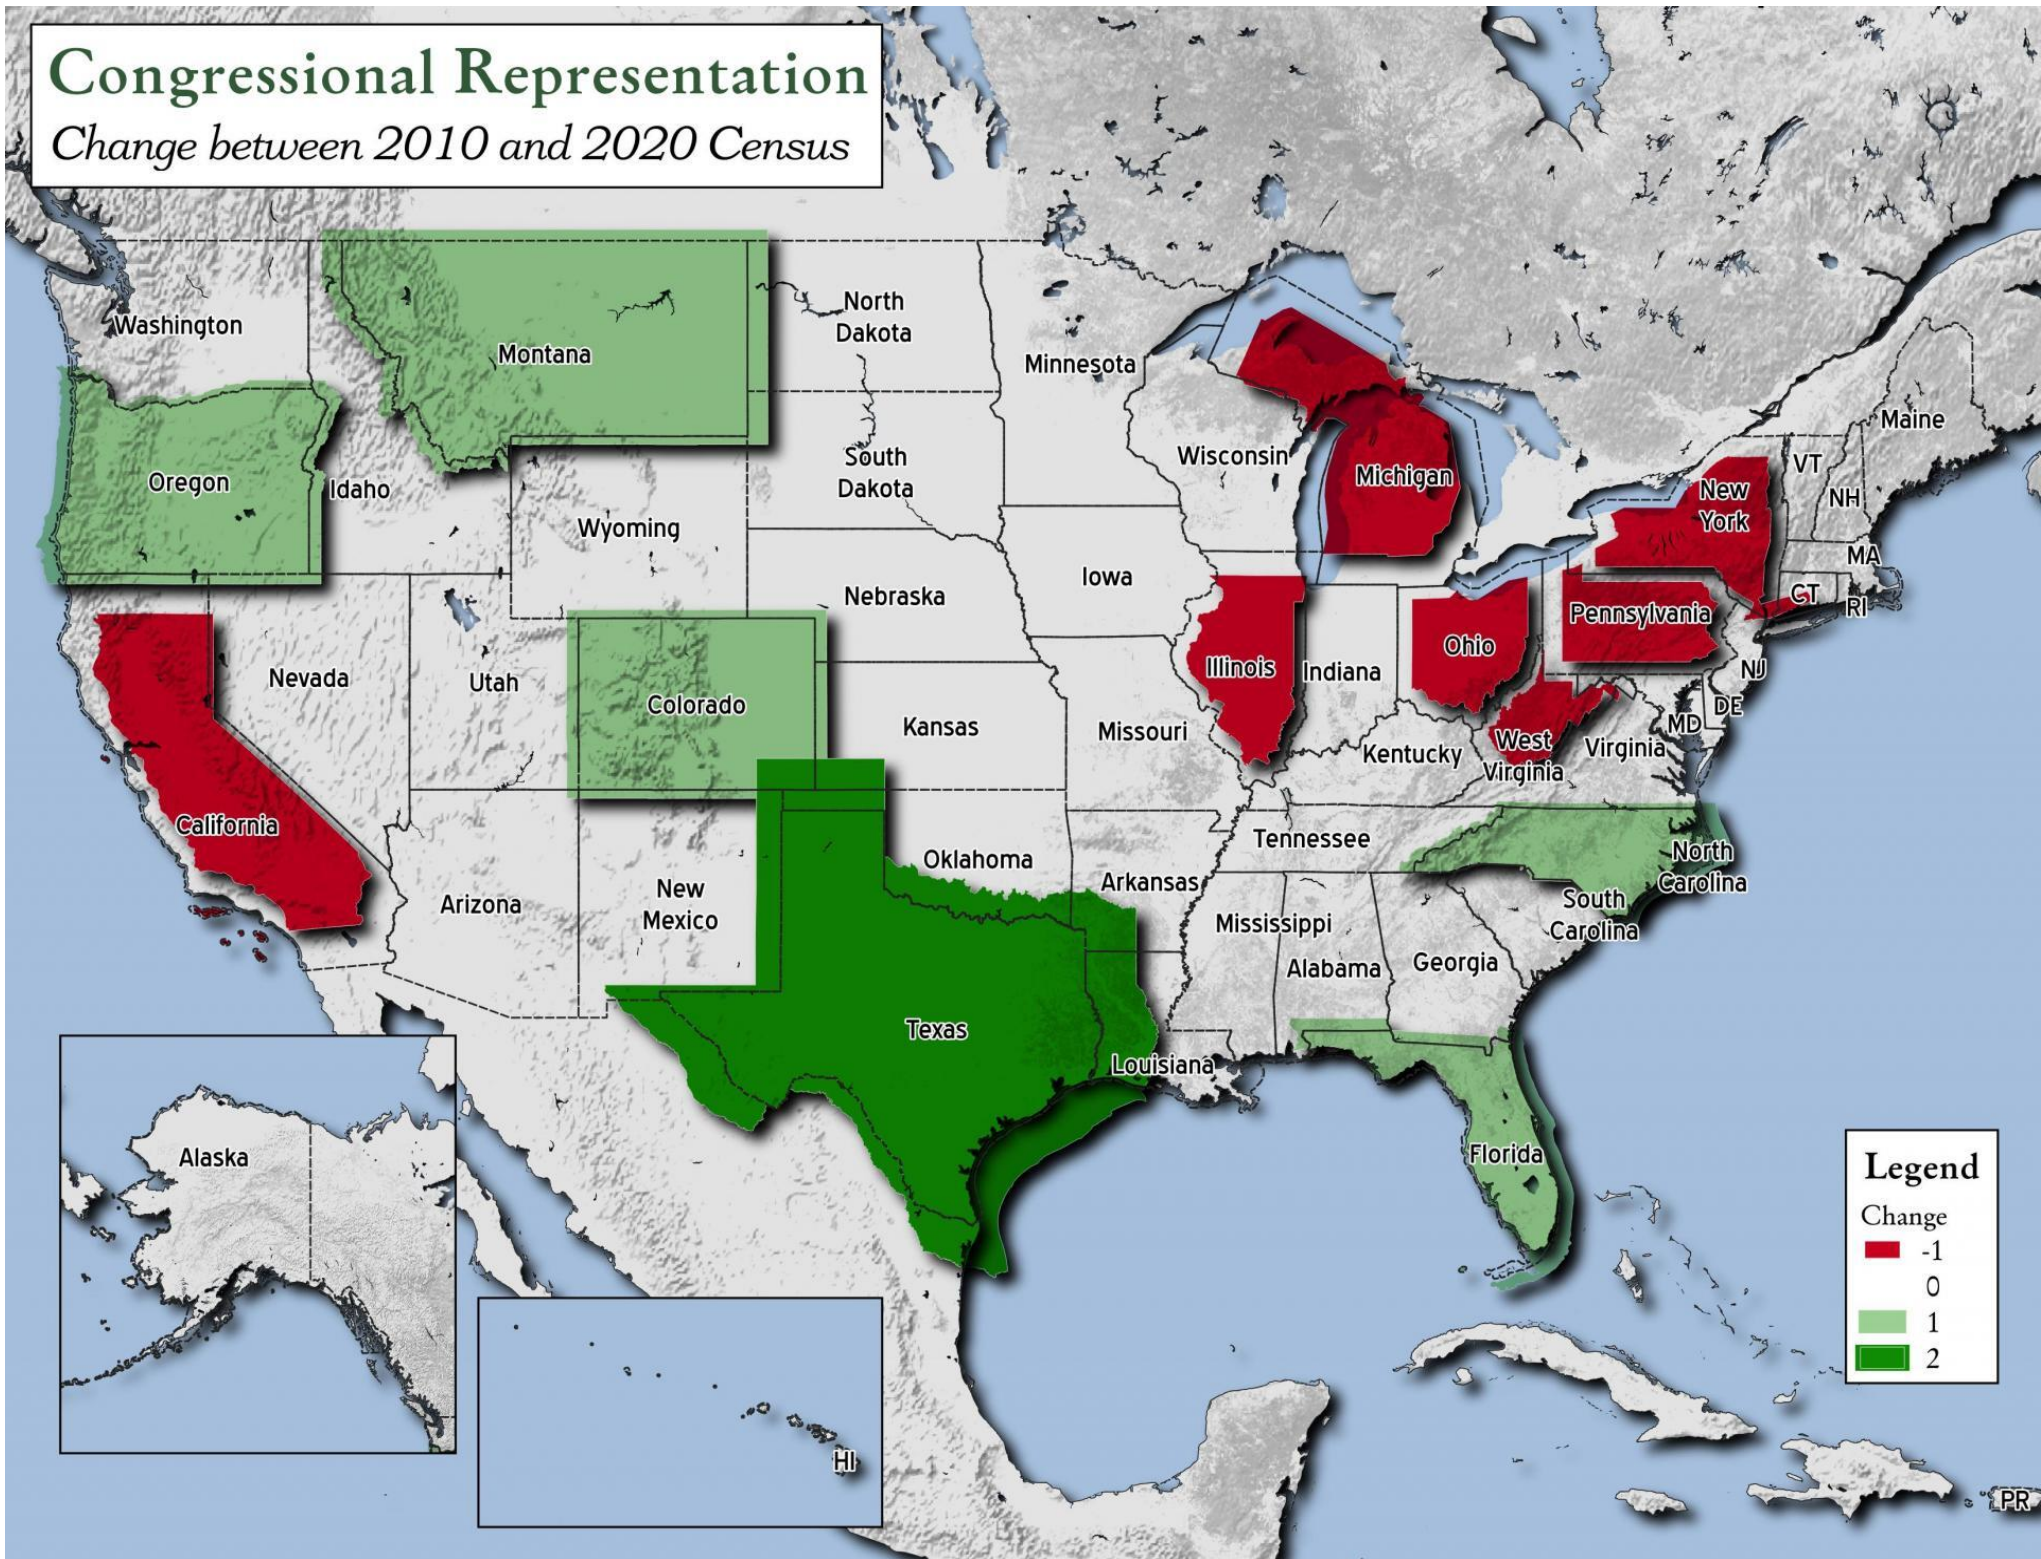 Congressional Representation
Change between 2010 and 2020 Census
Washington
Montana
North
Dakota
Minnesota
Oregon
Idaho
Wyoming
South
Dakota
Wisconsin
Michigan
Maine
VT
NH
New
York
MA
CT
RI
Iowa
Nebraska
Pennsylvania
Ohio
Illinois
Indiana
NJ
Nevada
Utah
Colorado
Kansas
Missouri
Kentucky
West
Virginia
Virginia
MD
DE
California
Arizona
New
Mexico
Oklahoma
Arkansas
Tennessee
North
Carolina
South
Carolina
Mississippi
Alabama
Georgia
Texas
Louisiana
Florida
Alaska
HI
PR
Legend
Change
-1
0
1
2